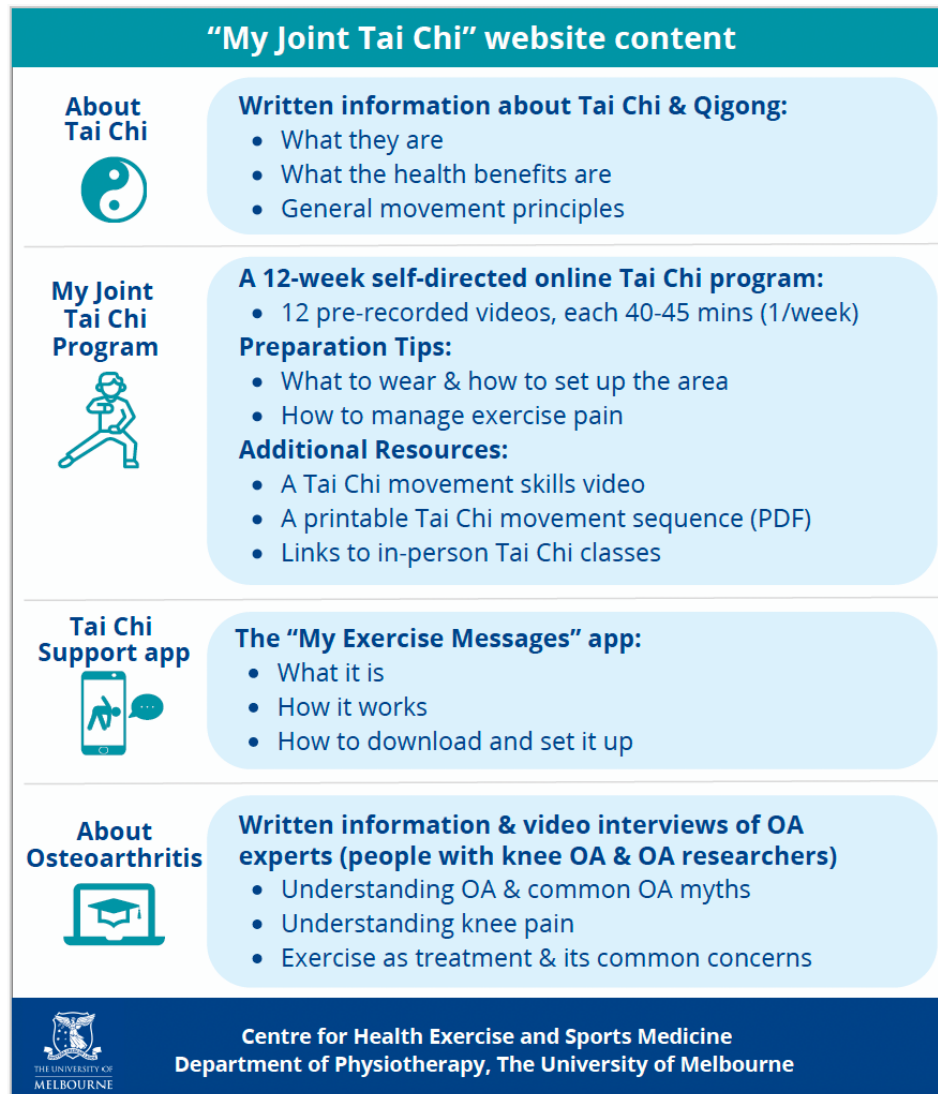 “My Joint Tai Chi” website content
About
Tai Chi
Written information about Tai Chi & Qigong:
• What they are
• What the health benefits are
• General movement principles
My Joint
Tai Chi
Program
A 12-week self-directed online Tai Chi program:
• 12 pre-recorded videos, each 40-45 mins (1/week)
Preparation Tips:
• What to wear & how to set up the area
• How to manage exercise pain
Additional Resources:
• A Tai Chi movement skills video
• A printable Tai Chi movement sequence (PDF)
• Links to in-person Tai Chi classes
Tai Chi
Support app
The “My Exercise Messages” app:
• What it is
• How it works
• How to download and set it up
About
Osteoarthritis
Written information & video interviews of OA
experts (people with knee OA & OA researchers)
• Understanding OA & common OA myths
• Understanding knee pain
• Exercise as treatment & its common concerns
THE UNIVERSITY OF
MELBOURNE
Centre for Health Exercise and Sports Medicine
Department of Physiotherapy, The University of Melbourne